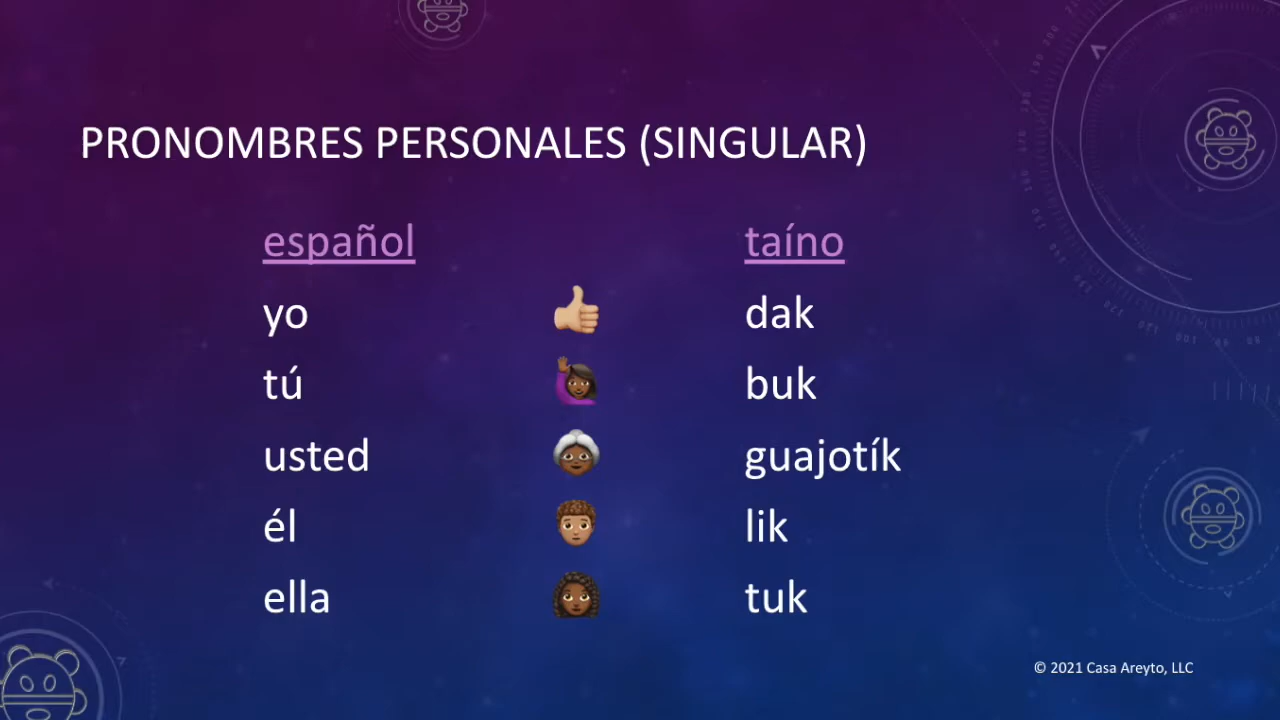 PRONOMBRES PERSONALES (SINGULAR)
español taíno
yo dak
tú buk
usted guajotík
él lik
ella tuk
© 2021 Casa Areyto, LLC